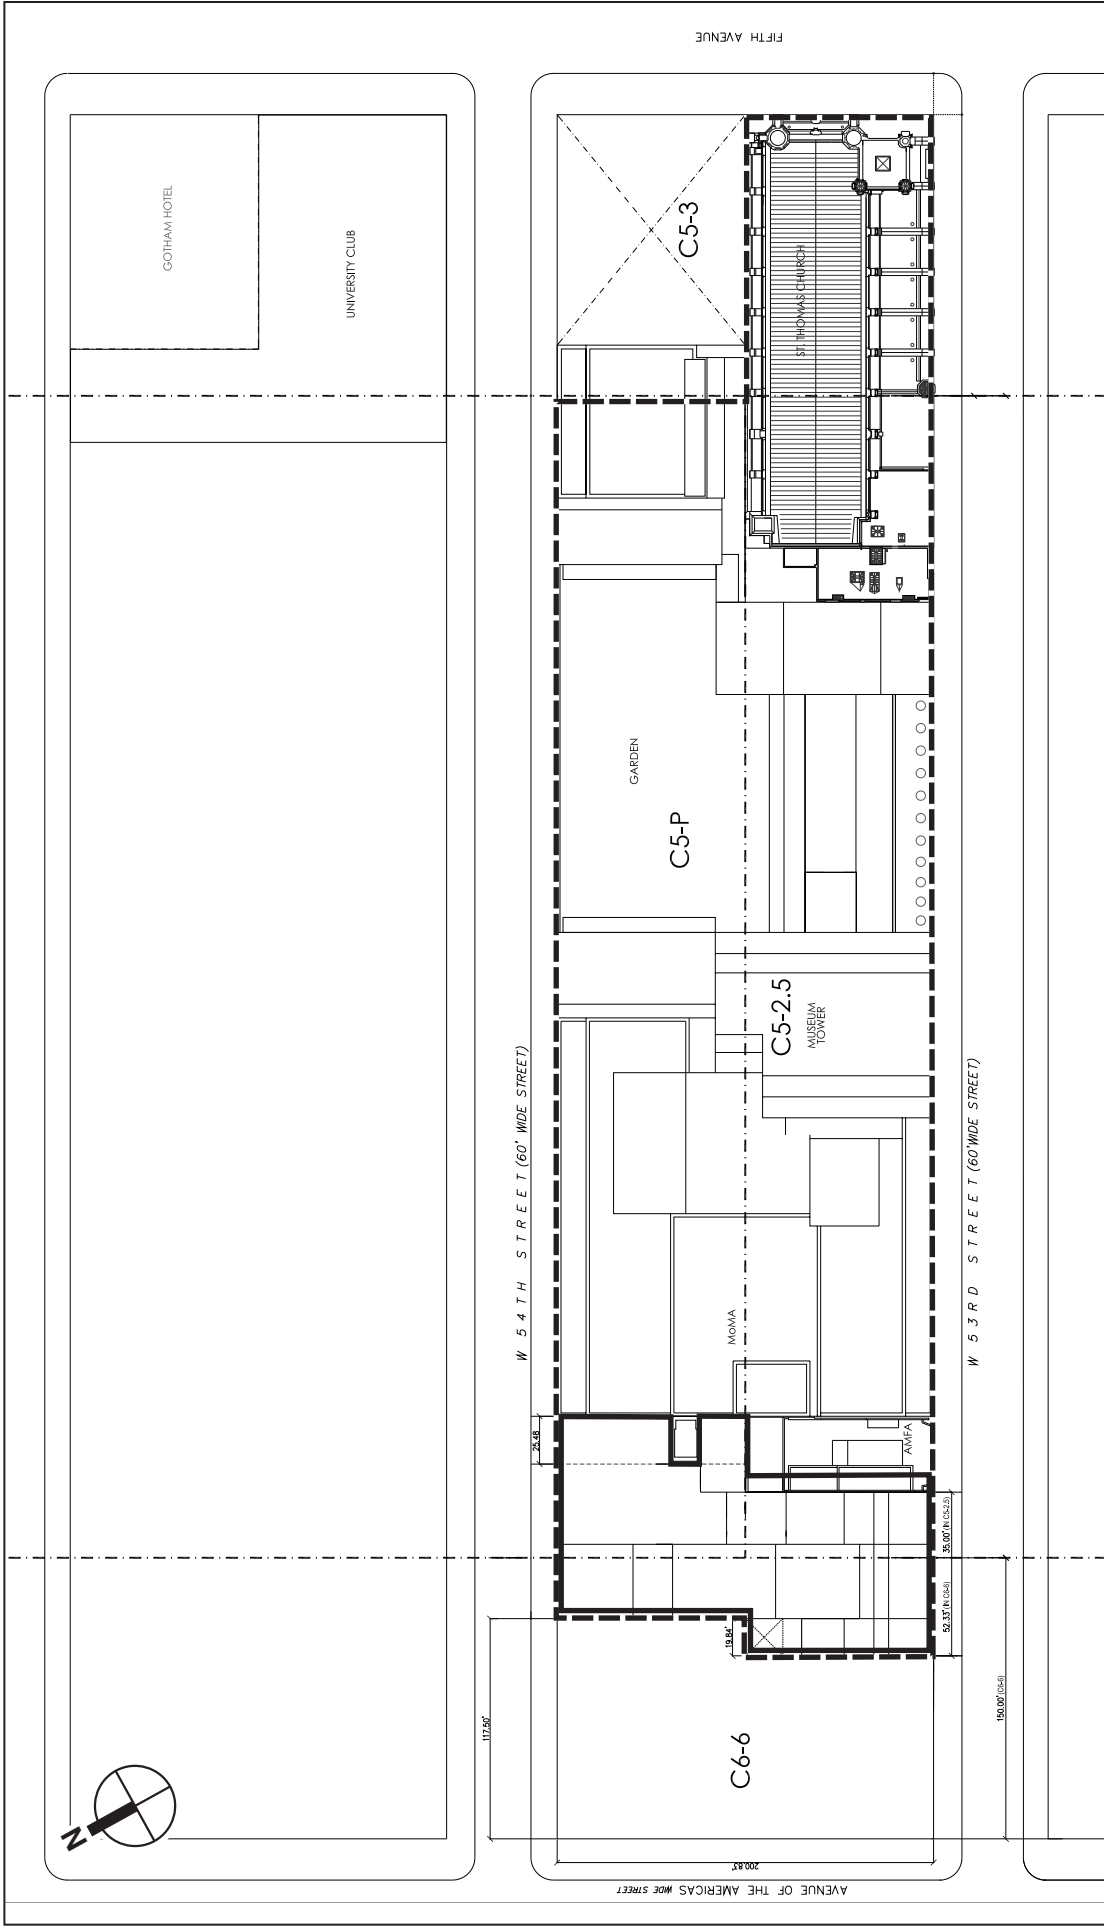 FIFTH AVENUE
GOTHAM HOTEL
UNIVERSITY CLUB
C5-3
ST. THOMAS CHURCH
GARDEN
C5-P
C5-2.5
MUSEUM
TOWER
W 54TH STREET (60' WIDE STREET)
W 53RD STREET (60'WIDE STREET)
MoMA
AMFA
25.48
35.00' (IN C5-2.5)
52.33' (IN C6-6)
19.84'
117.50'
150.00' (C6-6)
C6-6
N
200.83'
AVENUE OF THE AMERICAS WIDE STREET